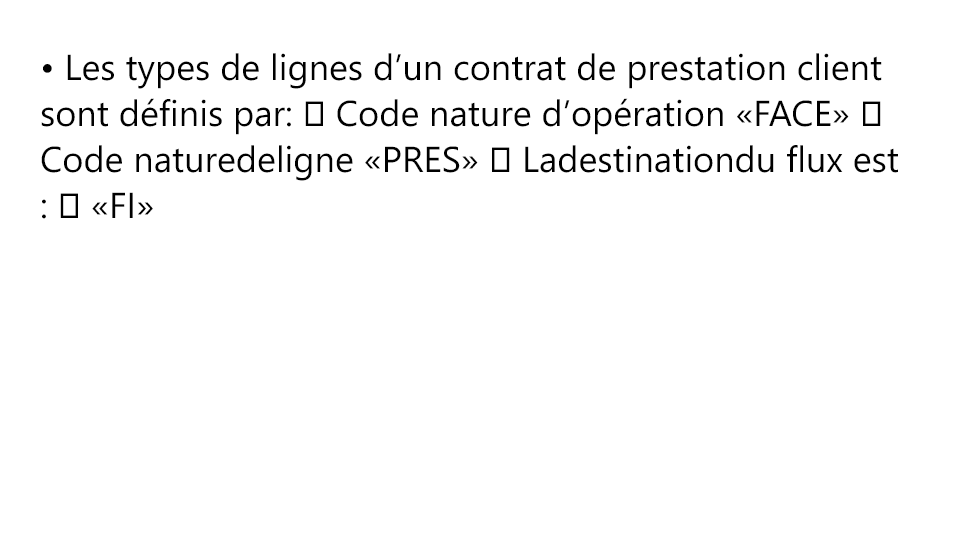 • Les types de lignes d’un contrat de prestation client
sont définis par: 󠀠▯ Code nature d’opération «FACE» ▯
Code naturedeligne «PRES» ▯ Ladestinationdu flux est
: ▯ «FI»